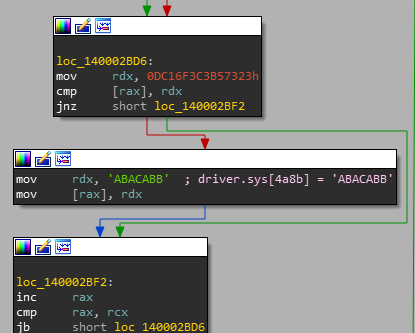 loc_140002BD6:
mov rdx, 0DC16F3C3B57323h
cmp [rax], rdx
jnz short loc_140002BF2
mov rdx, 'ABACABB' ; driver.sys[4a8b] = 'ABACABB'
mov [rax], rdx
loc_140002BF2:
inc rax
cmp rax, rcx
jb short loc_140002BD6